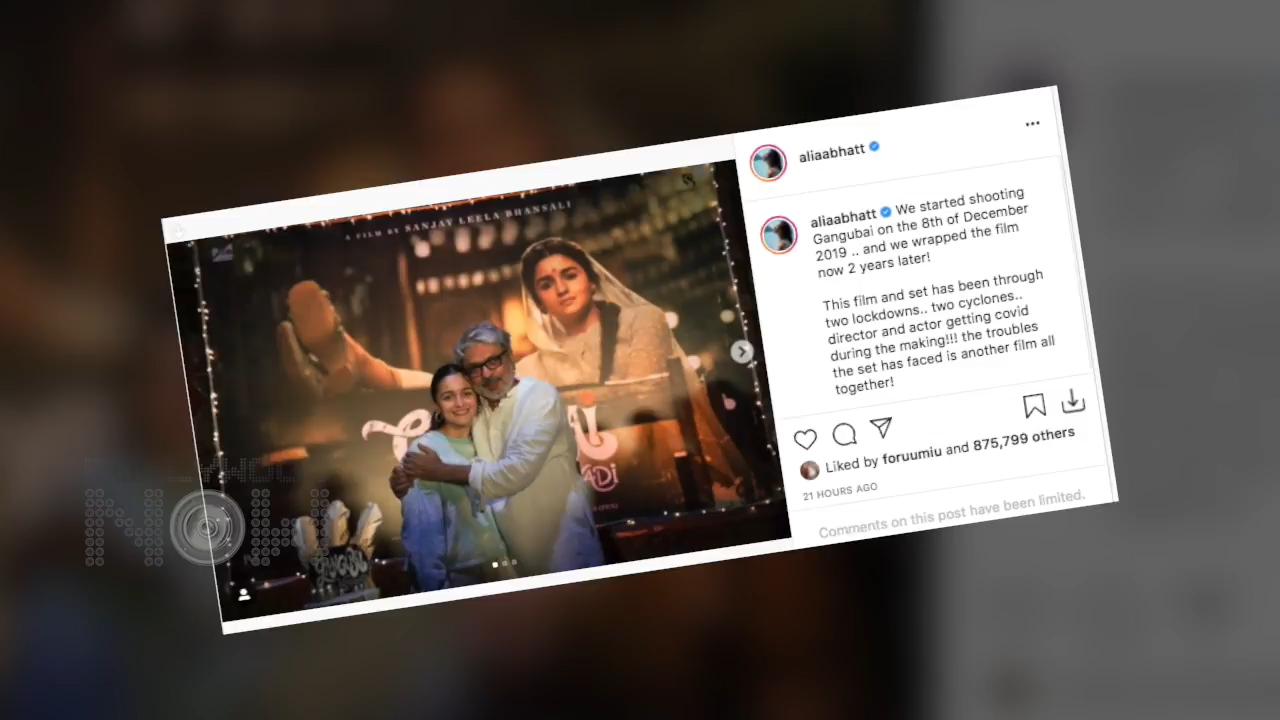 A FILM BY SANJAY LEELA BHANSALI
aliaabhatt
aliaabhatt We started shooting
Gangubai on the 8th of December
2019 .. and we wrapped the film
now 2 years later!
This film and set has been through
two lockdowns.. two cyclones..
director and actor getting covid
during the making!!! the troubles
the set has faced is another film all
together!
Liked by foruumiu and 875,799 others
21 HOURS AGO
Comments on this post have been limited.